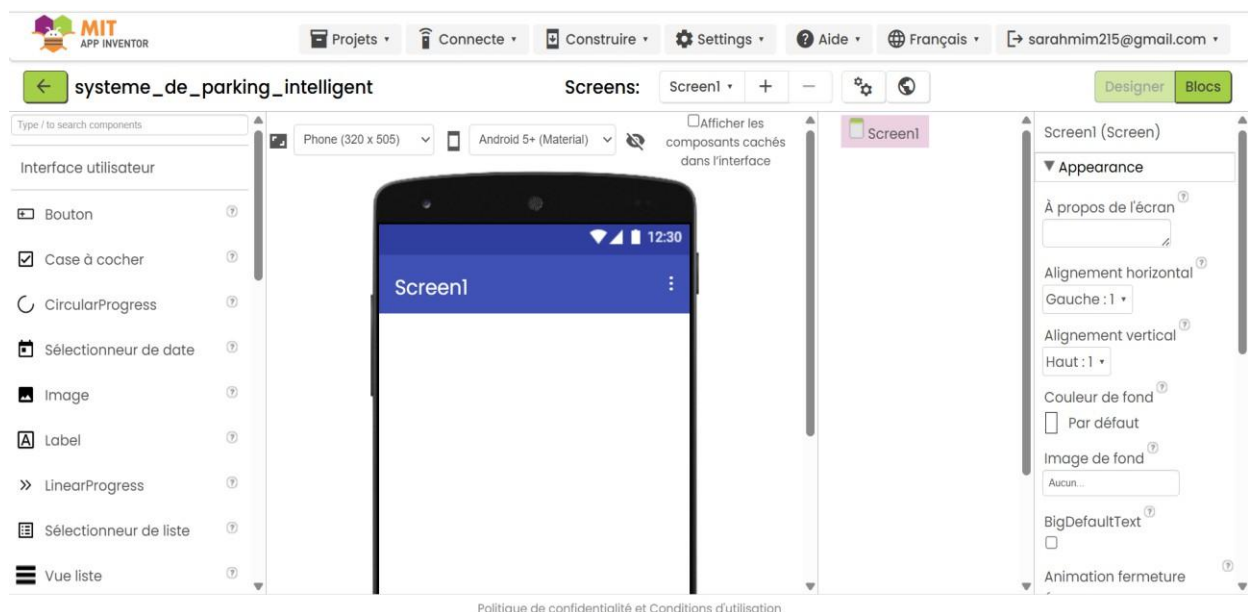 MIT
APP INVENTOR
Projets
Connecte
Construire
Settings
Aide
Français
sarahmim215@gmail.com
systeme_de_parking_intelligent
Screens:
Screen1
+
−
Designer
Blocs
Type / to search components
Interface utilisateur
Bouton
Case à cocher
CircularProgress
Sélectionneur de date
Image
Label
LinearProgress
Sélectionneur de liste
Vue liste
Phone (320 x 505)
Android 5+ (Material)
Afficher les
composants cachés
dans l'interface
12:30
Screen1
Screen1
Screen1 (Screen)
Appearance
À propos de l'écran
Alignement horizontal
Gauche : 1
Alignement vertical
Haut : 1
Couleur de fond
Par défaut
Image de fond
Aucun...
BigDefaultText
Animation fermeture
Politique de confidentialité et Conditions d'utilisation